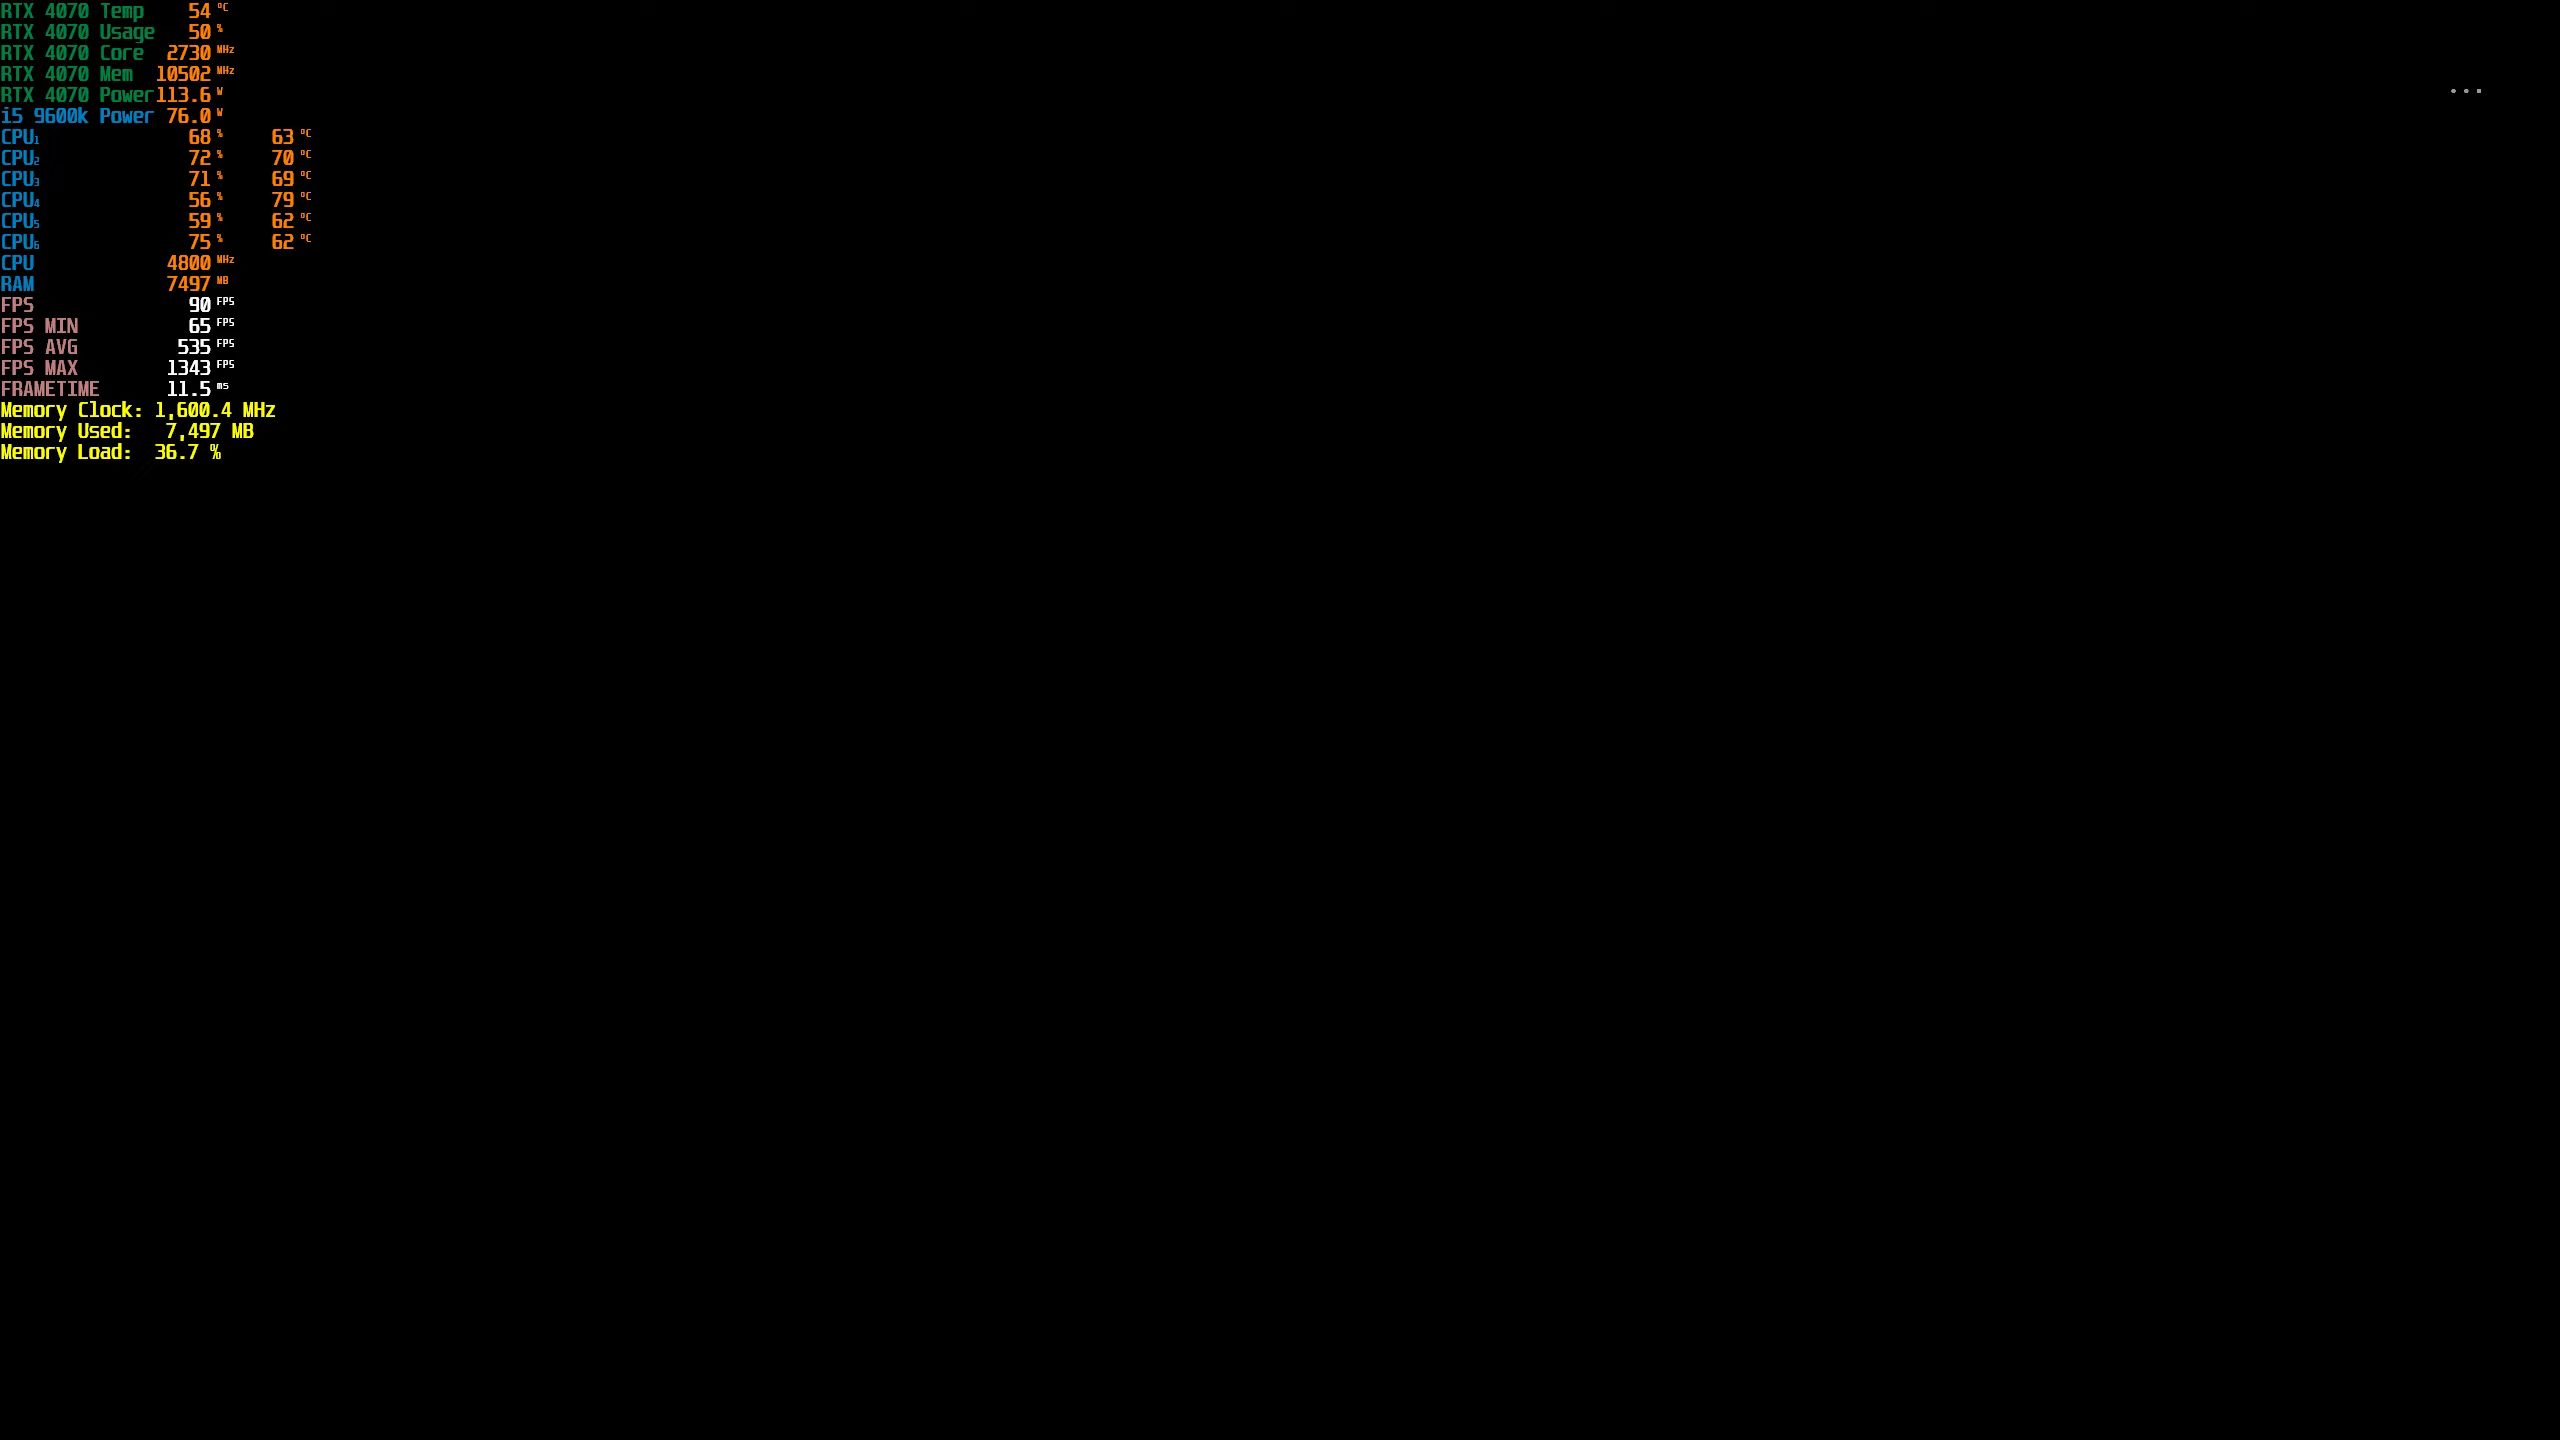 RTX 4070 Temp 54 °C
RTX 4070 Usage 50 %
RTX 4070 Core 2730 MHz
RTX 4070 Mem 10502 MHz
RTX 4070 Power 113.6 W
i5 9600k Power 76.0 W
CPU1 68 % 63 °C
CPU2 72 % 70 °C
CPU3 71 % 69 °C
CPU4 56 % 79 °C
CPU5 59 % 62 °C
CPU6 75 % 62 °C
CPU 4800 MHz
RAM 7497 MB
FPS 90 FPS
FPS MIN 65 FPS
FPS AVG 535 FPS
FPS MAX 1343 FPS
FRAMETIME 11.5 ms
Memory Clock: 1,600.4 MHz
Memory Used: 7,497 MB
Memory Load: 36.7 %
...